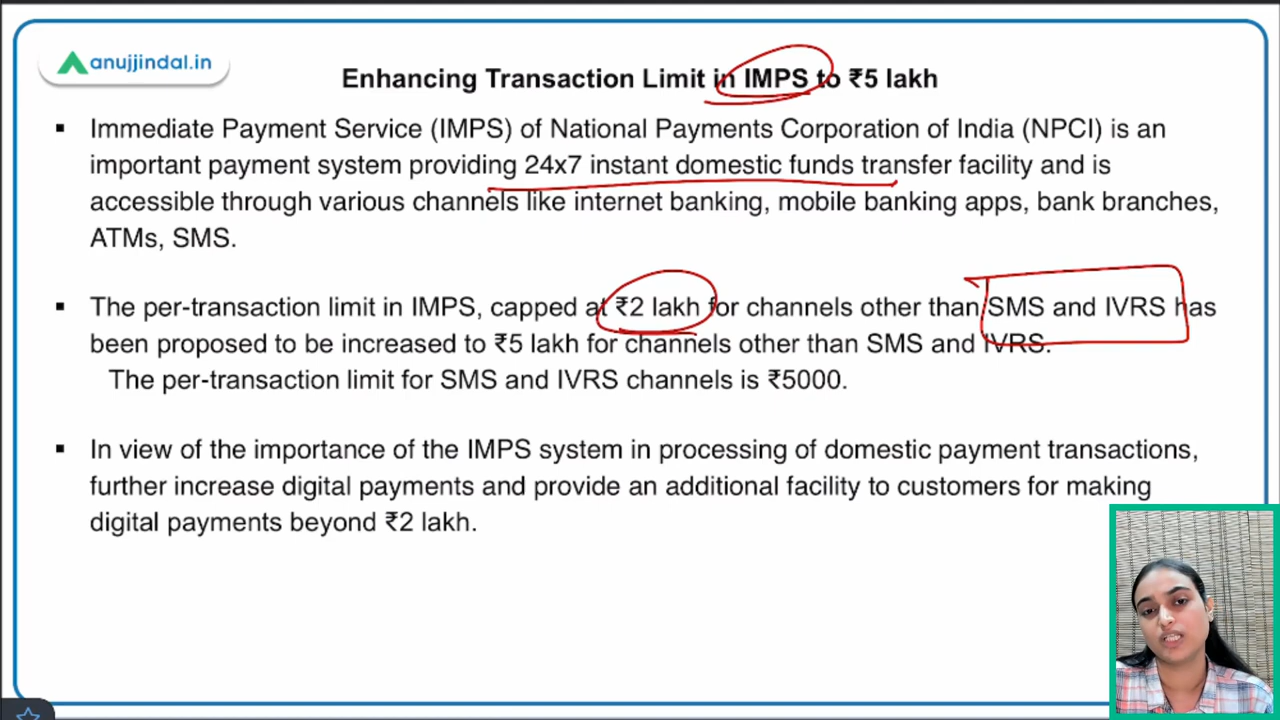 anujjindal.in
Enhancing Transaction Limit in IMPS to ₹5 lakh
▪ Immediate Payment Service (IMPS) of National Payments Corporation of India (NPCI) is an
important payment system providing 24x7 instant domestic funds transfer facility and is
accessible through various channels like internet banking, mobile banking apps, bank branches,
ATMs, SMS.
▪ The per-transaction limit in IMPS, capped at ₹2 lakh for channels other than SMS and IVRS has
been proposed to be increased to ₹5 lakh for channels other than SMS and IVRS.
The per-transaction limit for SMS and IVRS channels is ₹5000.
▪ In view of the importance of the IMPS system in processing of domestic payment transactions,
further increase digital payments and provide an additional facility to customers for making
digital payments beyond ₹2 lakh.